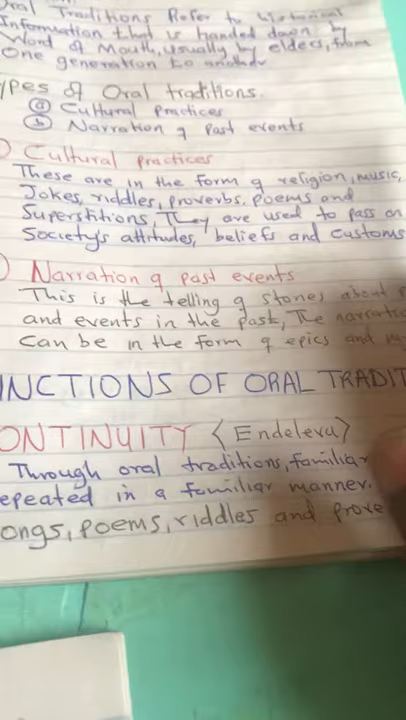 Oral Traditions Refer to historical
Information that is handed down by
Word of Mouth, usually by elders, from
One generation to another
ypes of Oral traditions.
(a) Cultural Practices
(b) Narration of Past events
) Cultural practices
These are in the form of religion, music,
Jokes, riddles, proverbs, poems and
Superstitions, They are used to pass on
Society's attitudes, beliefs and customs
) Narration of past events
This is the telling of stories about
and events in the past, The narratio
Can be in the form of epics and
NCTIONS OF ORAL TRADIT
ONTINUITY <Endeleva>
Through oral traditions, familiar
epeated in a familiar manner.
ongs, poems, riddles and prove